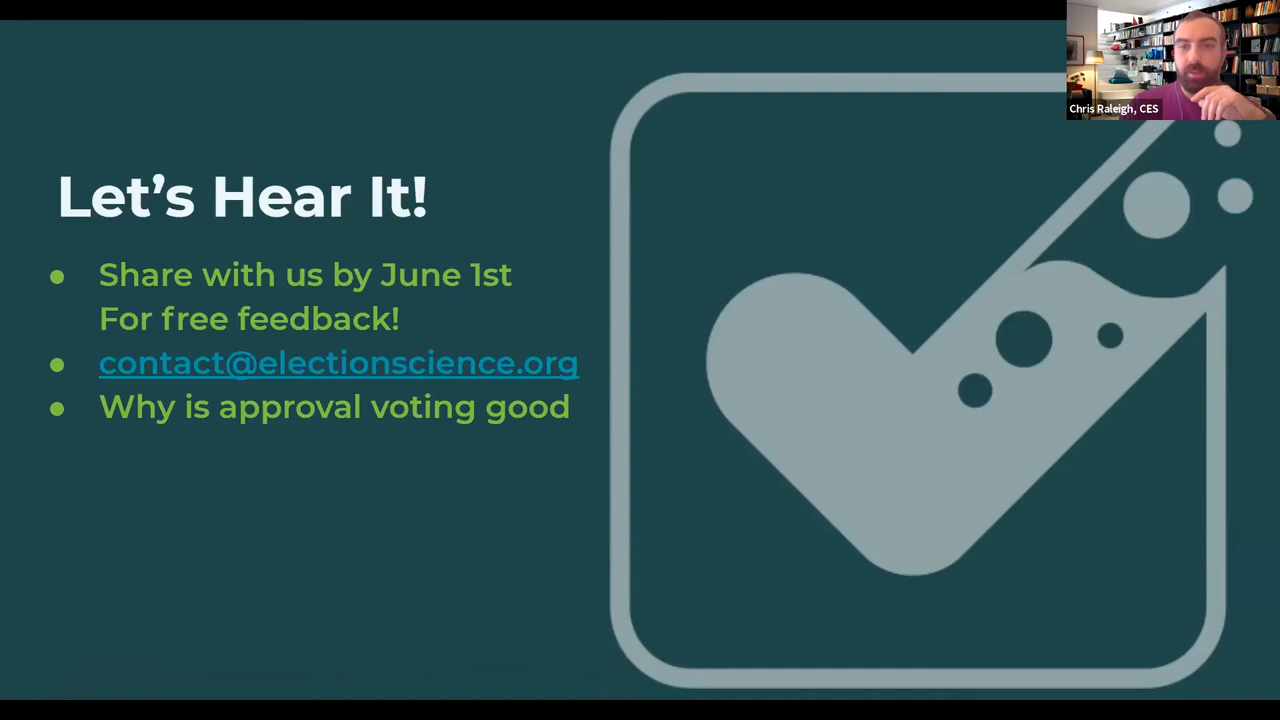 Chris Raleigh, CES
Let's Hear It!
● Share with us by June 1st
For free feedback!
● contact@electionscience.org
● Why is approval voting good